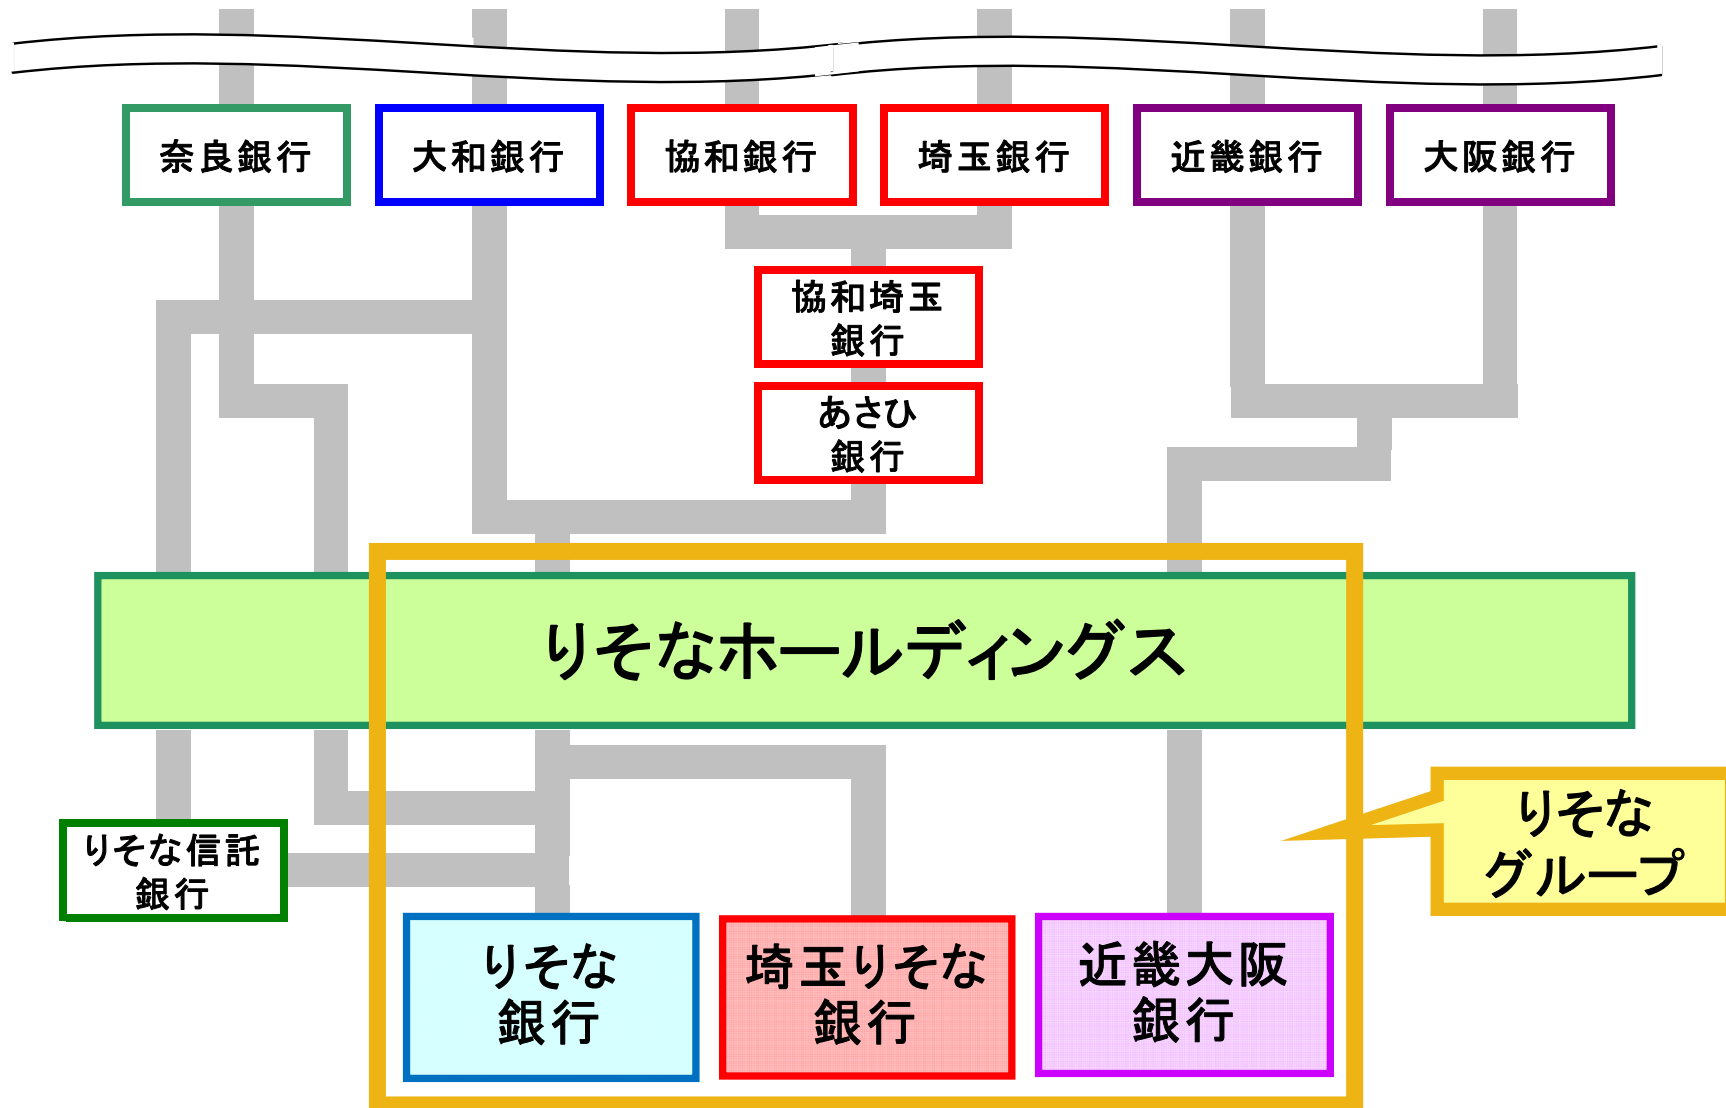 奈良銀行
大和銀行
協和銀行
埼玉銀行
近畿銀行
大阪銀行
協和埼玉
銀行
あさひ
銀行
りそなホールディングス
りそな
グループ
りそな信託
銀行
りそな
銀行
埼玉りそな
銀行
近畿大阪
銀行